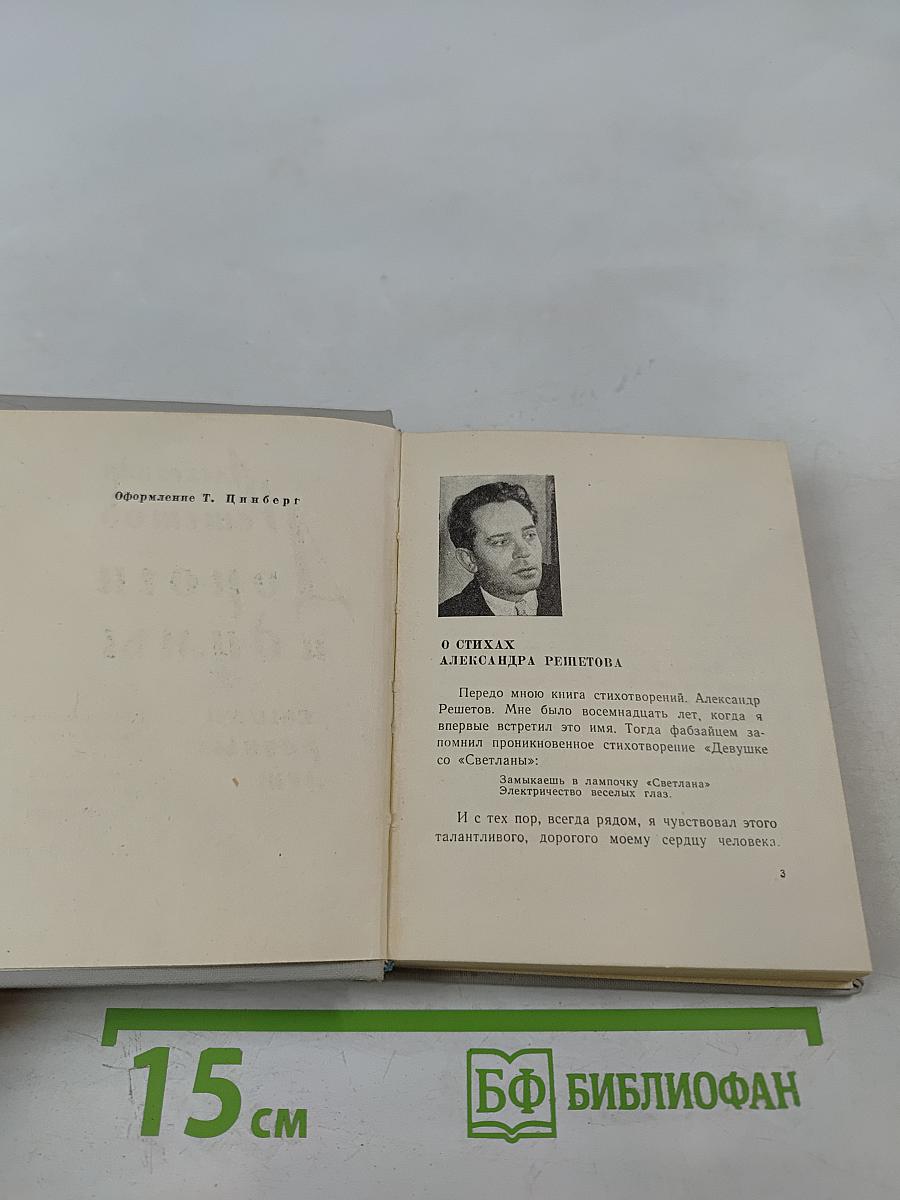 Оформление Т. Цинберг
О СТИХАХ
АЛЕКСАНДРА РЕШЕТОВА
Передо мною книга стихотворений. Александр
Решетов. Мне было восемнадцать лет, когда я
впервые встретил это имя. Тогда фабзайцем за-
помнил проникновенное стихотворение «Девушке
со «Светланы»:
Замыкаешь в лампочку «Светлана»
Электричество веселых глаз.
И с тех пор, всегда рядом, я чувствовал этого
талантливого, дорогого моему сердцу человека.
3
15 см
БФ БИБЛИОФАН